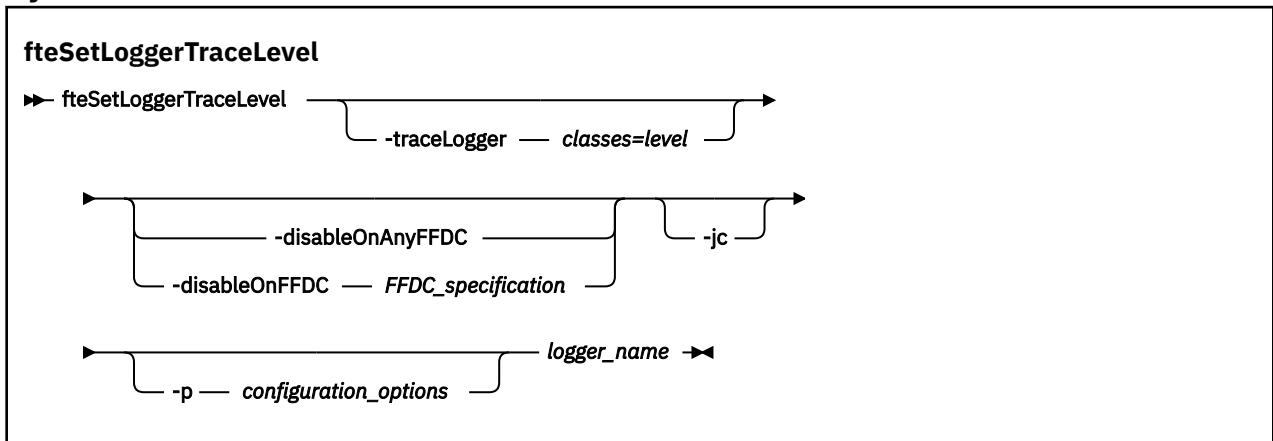 fteSetLoggerTraceLevel
fteSetLoggerTraceLevel
-traceLogger classes=level
-disableOnAnyFFDC
-jc
-disableOnFFDC FFDC_specification
logger_name
-p configuration_options